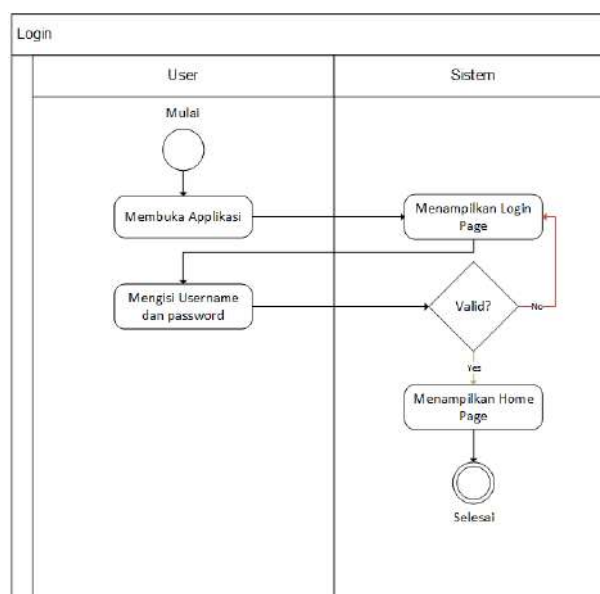 Login
User
Sistem
Mulai
Membuka Applikasi
Menampilkan Login
Page
Mengisi Username
dan password
Valid?
No
Yes
Menampilkan Home
Page
Selesai